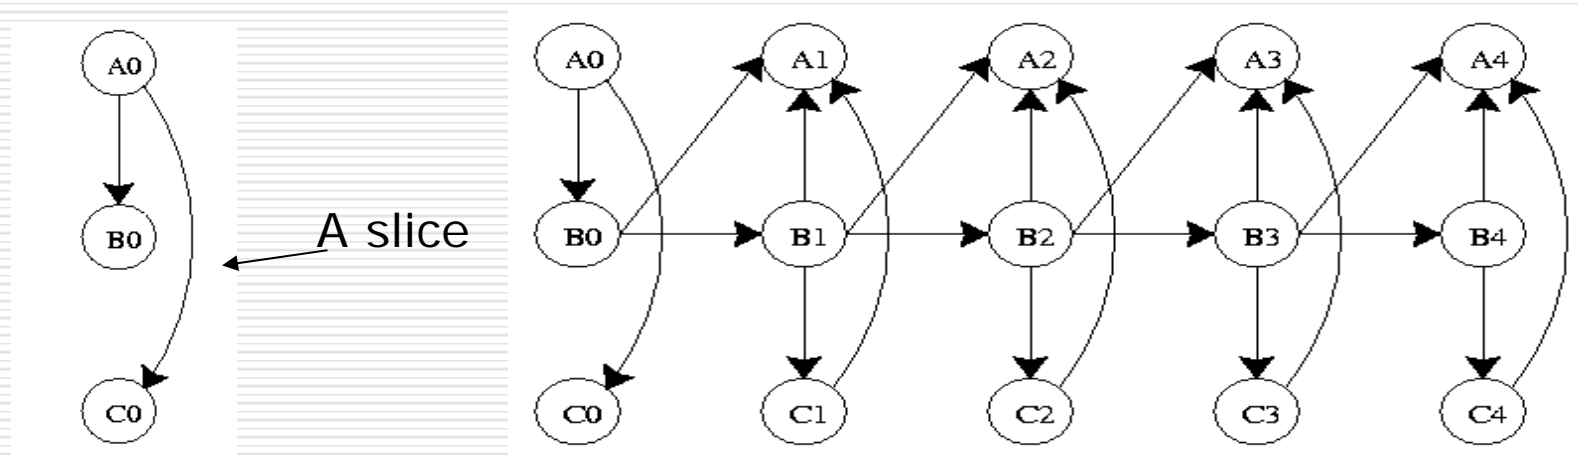 A0
B0
A slice
C0
A0 A1 A2 A3 A4
B0 B1 B2 B3 B4
C0 C1 C2 C3 C4